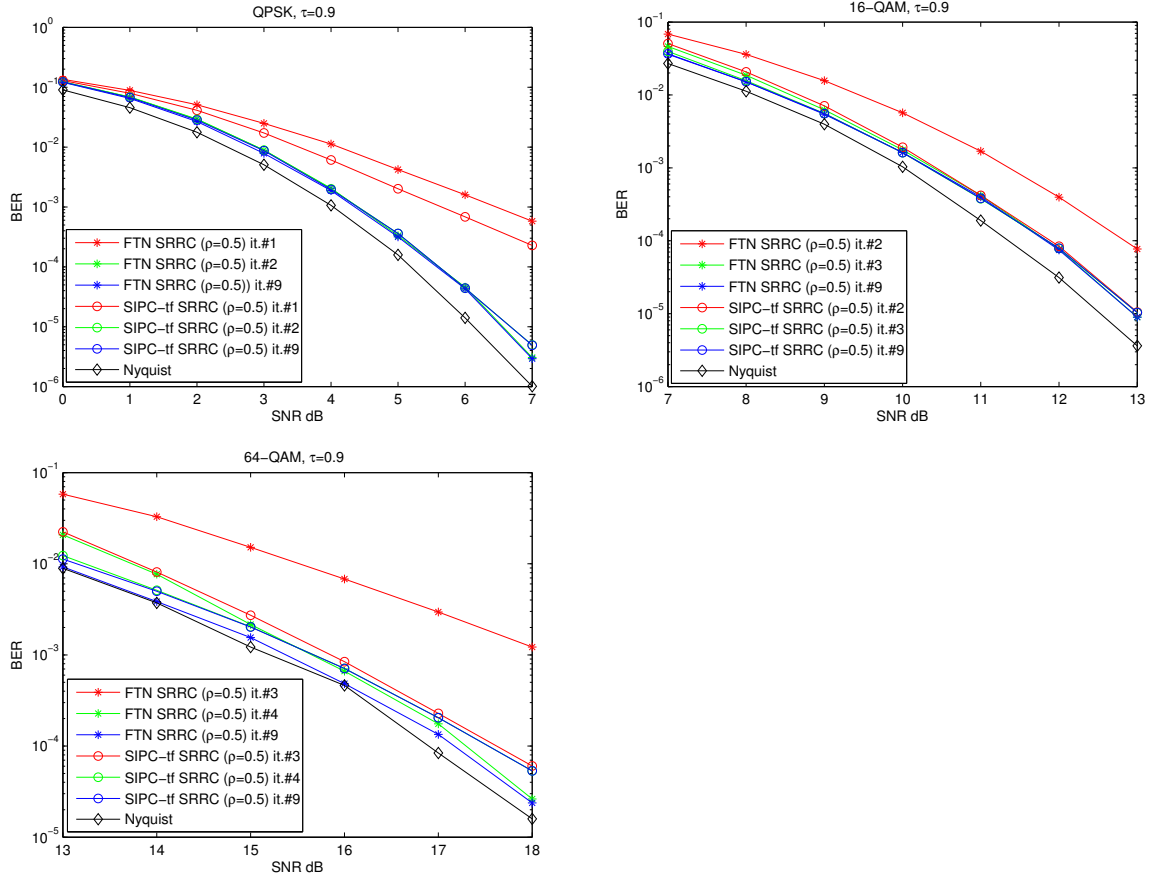 QPSK, τ=0.9
10^0
10^−1
10^−2
10^−3
10^−4
10^−5
10^−6
BER
0 1 2 3 4 5 6 7
SNR dB
FTN SRRC (ρ=0.5) it.#1
FTN SRRC (ρ=0.5) it.#2
FTN SRRC (ρ=0.5)) it.#9
SIPC−tf SRRC (ρ=0.5) it.#1
SIPC−tf SRRC (ρ=0.5) it.#2
SIPC−tf SRRC (ρ=0.5) it.#9
Nyquist
16−QAM, τ=0.9
10^−1
10^−2
10^−3
10^−4
10^−5
10^−6
BER
7 8 9 10 11 12 13
SNR dB
FTN SRRC (ρ=0.5) it.#2
FTN SRRC (ρ=0.5) it.#3
FTN SRRC (ρ=0.5) it.#9
SIPC−tf SRRC (ρ=0.5) it.#2
SIPC−tf SRRC (ρ=0.5) it.#3
SIPC−tf SRRC (ρ=0.5) it.#9
Nyquist
64−QAM, τ=0.9
10^−1
10^−2
10^−3
10^−4
10^−5
BER
13 14 15 16 17 18
SNR dB
FTN SRRC (ρ=0.5) it.#3
FTN SRRC (ρ=0.5) it.#4
FTN SRRC (ρ=0.5) it.#9
SIPC−tf SRRC (ρ=0.5) it.#3
SIPC−tf SRRC (ρ=0.5) it.#4
SIPC−tf SRRC (ρ=0.5) it.#9
Nyquist